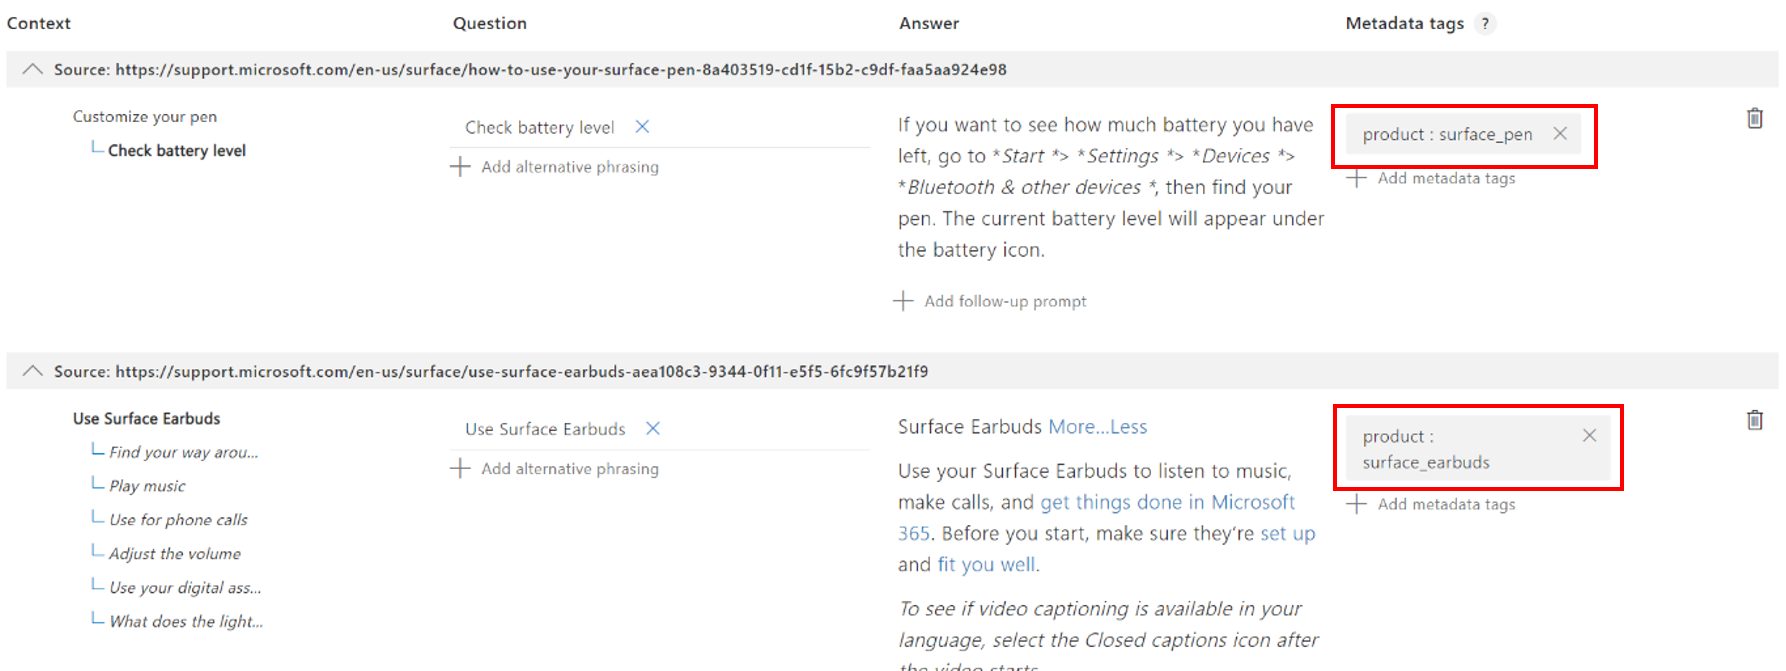 Context Question Answer Metadata tags ?
Source: https://support.microsoft.com/en-us/surface/how-to-use-your-surface-pen-8a403519-cd1f-15b2-c9df-faa5aa924e98
Customize your pen
Check battery level
Check battery level
Add alternative phrasing
If you want to see how much battery you have
left, go to *Start *> *Settings *> *Devices *>
*Bluetooth & other devices *, then find your
pen. The current battery level will appear under
the battery icon.
Add follow-up prompt
product : surface_pen
Add metadata tags
Source: https://support.microsoft.com/en-us/surface/use-surface-earbuds-aea108c3-9344-0f11-e5f5-6fc9f57b21f9
Use Surface Earbuds
Find your way arou...
Play music
Use for phone calls
Adjust the volume
Use your digital ass...
What does the light...
Use Surface Earbuds
Add alternative phrasing
Surface Earbuds More...Less
Use your Surface Earbuds to listen to music,
make calls, and get things done in Microsoft
365. Before you start, make sure they're set up
and fit you well.
To see if video captioning is available in your
language, select the Closed captions icon after
the video starts
product :
surface_earbuds
Add metadata tags